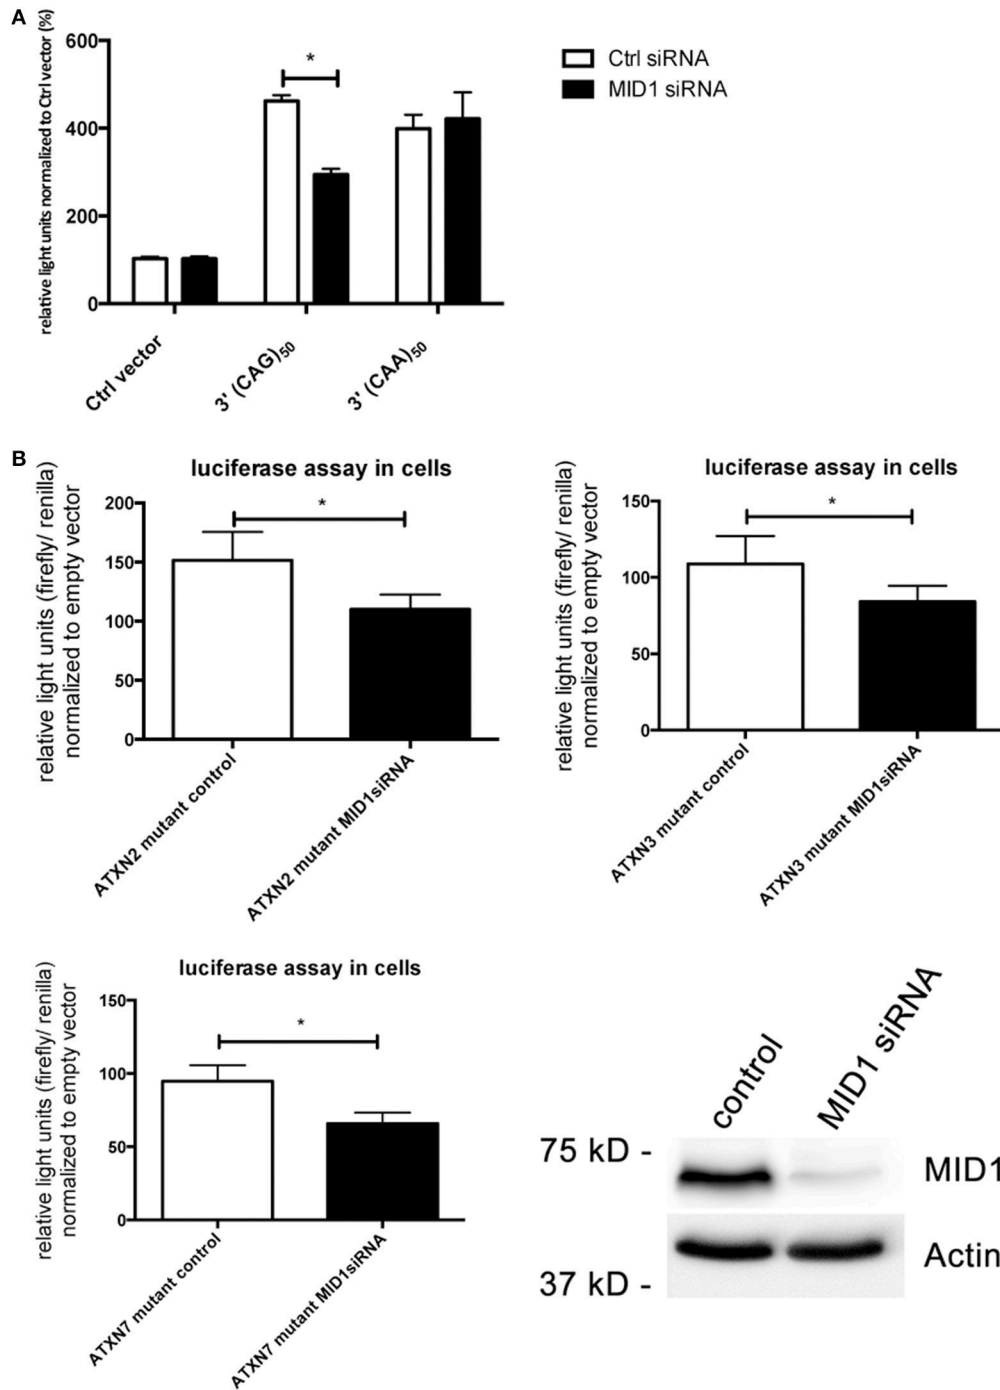 A
relative light units normalized to Ctrl vector (%)
600
400
200
0
Ctrl vector
3' (CAG)50
3' (CAA)50
*
Ctrl siRNA
MID1 siRNA
B
luciferase assay in cells
relative light units (firefly/ renilla)
normalized to empty vector
200
150
100
50
0
*
ATXN2 mutant control
ATXN2 mutant MID1siRNA
luciferase assay in cells
relative light units (firefly/ renilla)
normalized to empty vector
150
100
50
0
*
ATXN3 mutant control
ATXN3 mutant MID1siRNA
luciferase assay in cells
relative light units (firefly/ renilla)
normalized to empty vector
150
100
50
0
*
ATXN7 mutant control
ATXN7 mutant MID1siRNA
control
MID1 siRNA
75 kD -
MID1
Actin
37 kD -